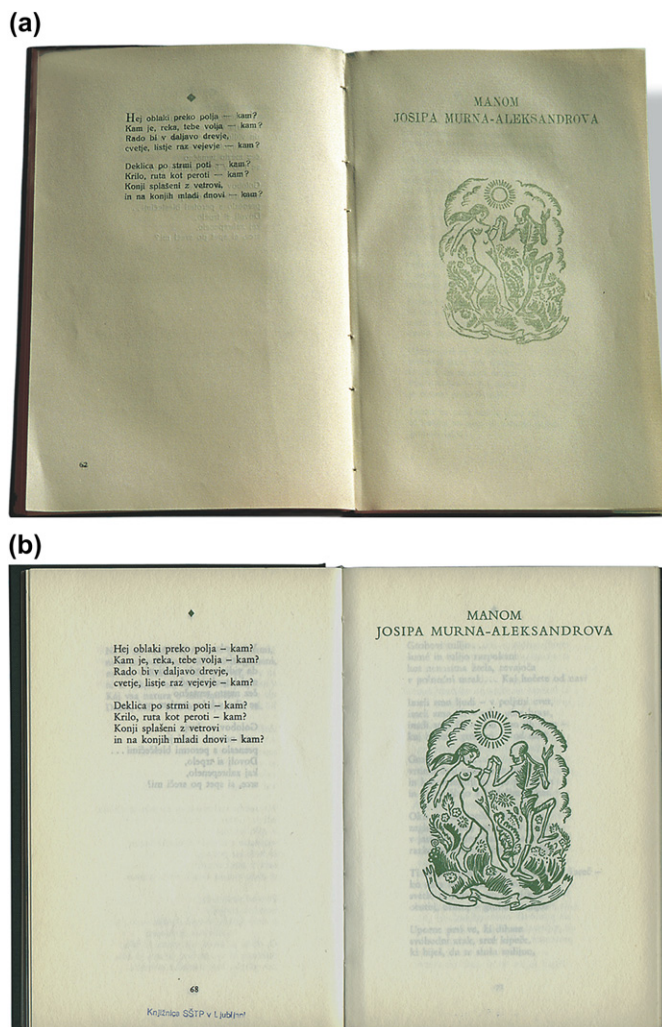 (a)
Hej oblaki preko polja — kam?
Kam je, reka, tebe volja — kam?
Rado bi v daljavo drevje,
cvetje, listje raz vejevje — kam?
Deklica po strmi poti — kam?
Krilo, ruta kot peroti — kam?
Konji splašeni z vetrovi,
in na konjih mladi dnovi — kam?
62
MANOM
JOSIPA MURNA-ALEKSANDROVA
(b)
Hej oblaki preko polja – kam?
Kam je, reka, tebe volja – kam?
Rado bi v daljavo drevje,
cvetje, listje raz vejevje – kam?
Deklica po strmi poti – kam?
Krilo, ruta kot peroti – kam?
Konji splašeni z vetrovi
in na konjih mladi dnovi – kam?
68
Knjižnica SŠTP v Ljubljani
MANOM
JOSIPA MURNA-ALEKSANDROVA